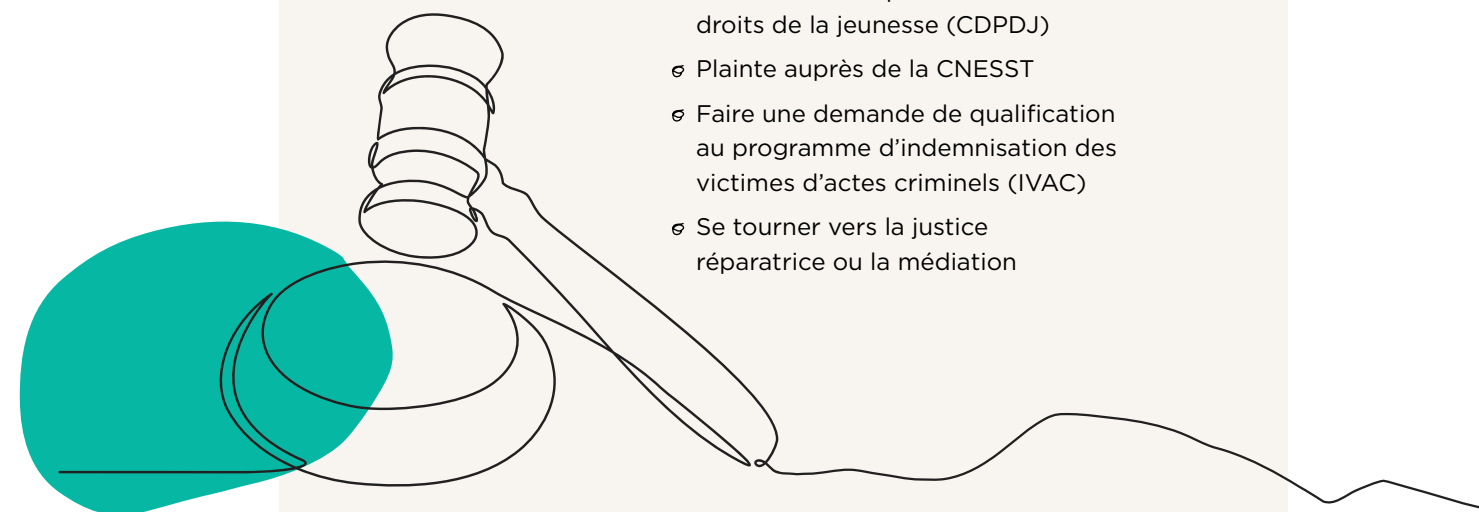 droits de la jeunesse (CDPDJ)
Plainte auprès de la CNESST
Faire une demande de qualification
au programme d'indemnisation des
victimes d'actes criminels (IVAC)
Se tourner vers la justice
réparatrice ou la médiation